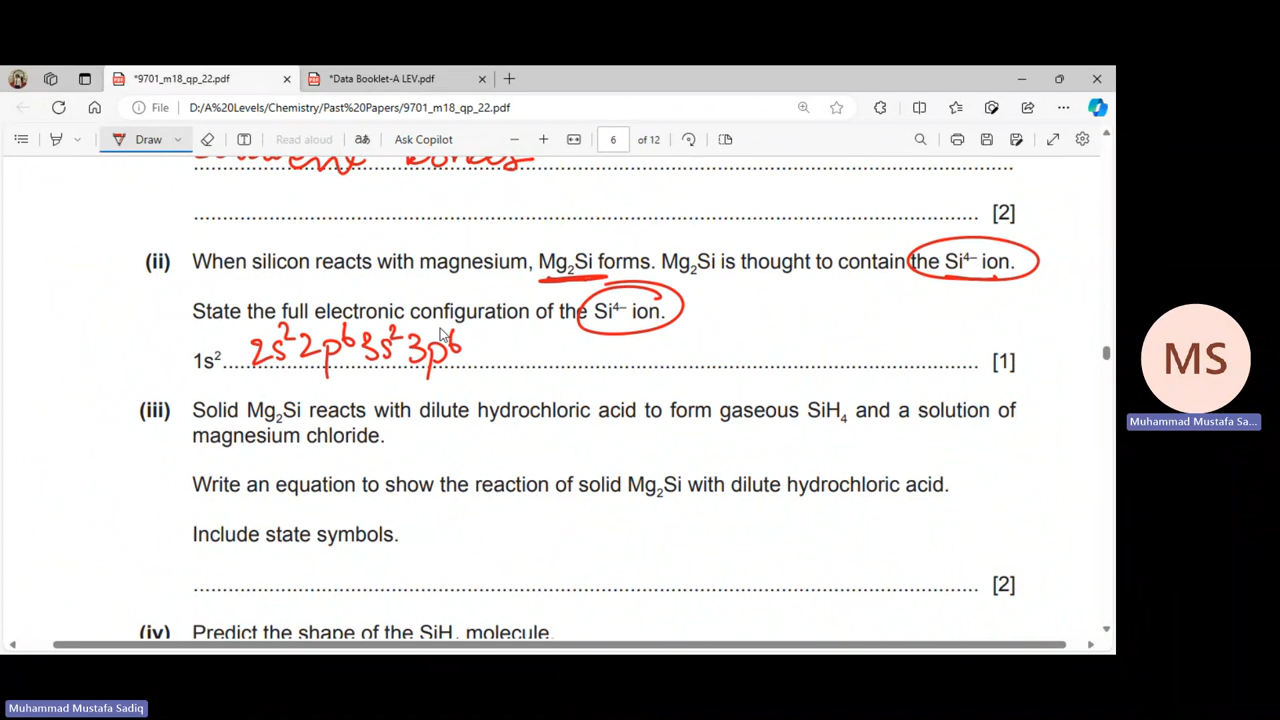 *9701_m18_qp_22.pdf
*Data Booklet-A LEV.pdf
File D:/A%20Levels/Chemistry/Past%20Papers/9701_m18_qp_22.pdf
Draw Read aloud Ask Copilot 6 of 12
covalent bonds
[2]
(ii) When silicon reacts with magnesium, Mg₂Si forms. Mg₂Si is thought to contain the Si⁴⁻ ion.
State the full electronic configuration of the Si⁴⁻ ion.
1s² 2s² 2p⁶ 3s² 3p⁶ [1]
(iii) Solid Mg₂Si reacts with dilute hydrochloric acid to form gaseous SiH₄ and a solution of
magnesium chloride.
Write an equation to show the reaction of solid Mg₂Si with dilute hydrochloric acid.
Include state symbols.
[2]
(iv) Predict the shape of the SiH molecule.
MS
Muhammad Mustafa Sa...
Muhammad Mustafa Sadiq